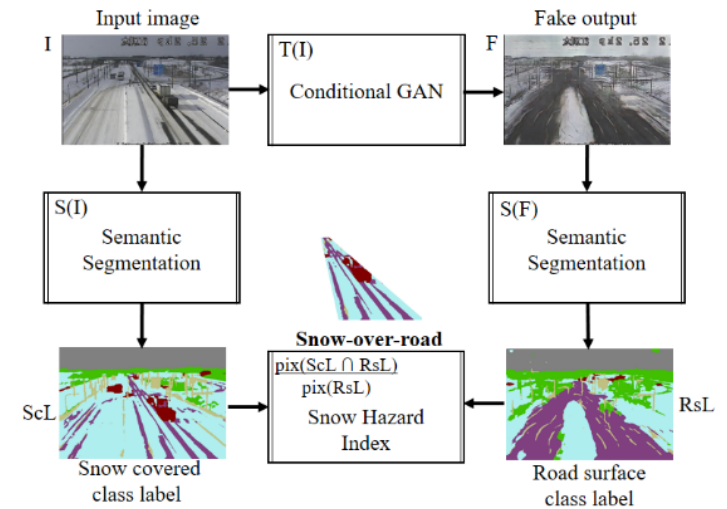 Input image
Fake output
I
T(I)
F
Conditional GAN
S(I)
S(F)
Semantic
Segmentation
Semantic
Segmentation
Snow-over-road
pix(ScL ∩ RsL)
pix(RsL)
Snow Hazard
Index
ScL
RsL
Snow covered
class label
Road surface
class label